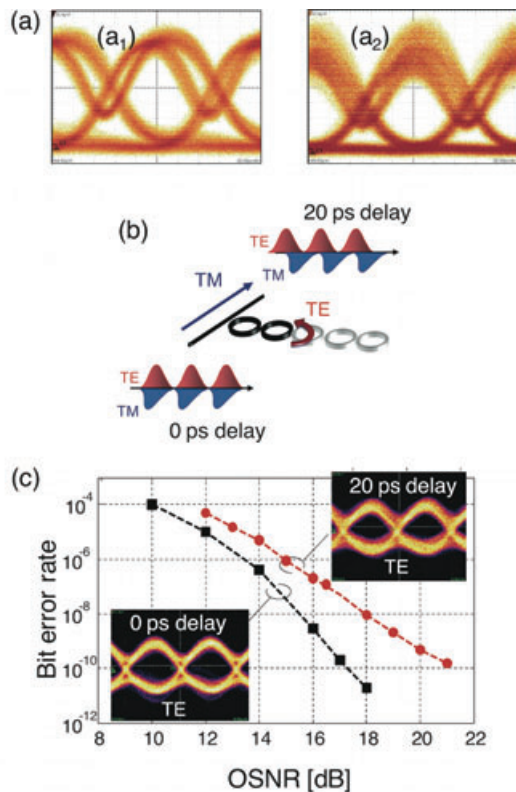 (a)
(a1)
(a2)
(b)
20 ps delay
TE
TM
TM
TE
TE
TM
0 ps delay
(c)
20 ps delay
TE
0 ps delay
TE
Bit error rate
10-4
10-6
10-8
10-10
10-12
8 10 12 14 16 18 20 22
OSNR [dB]